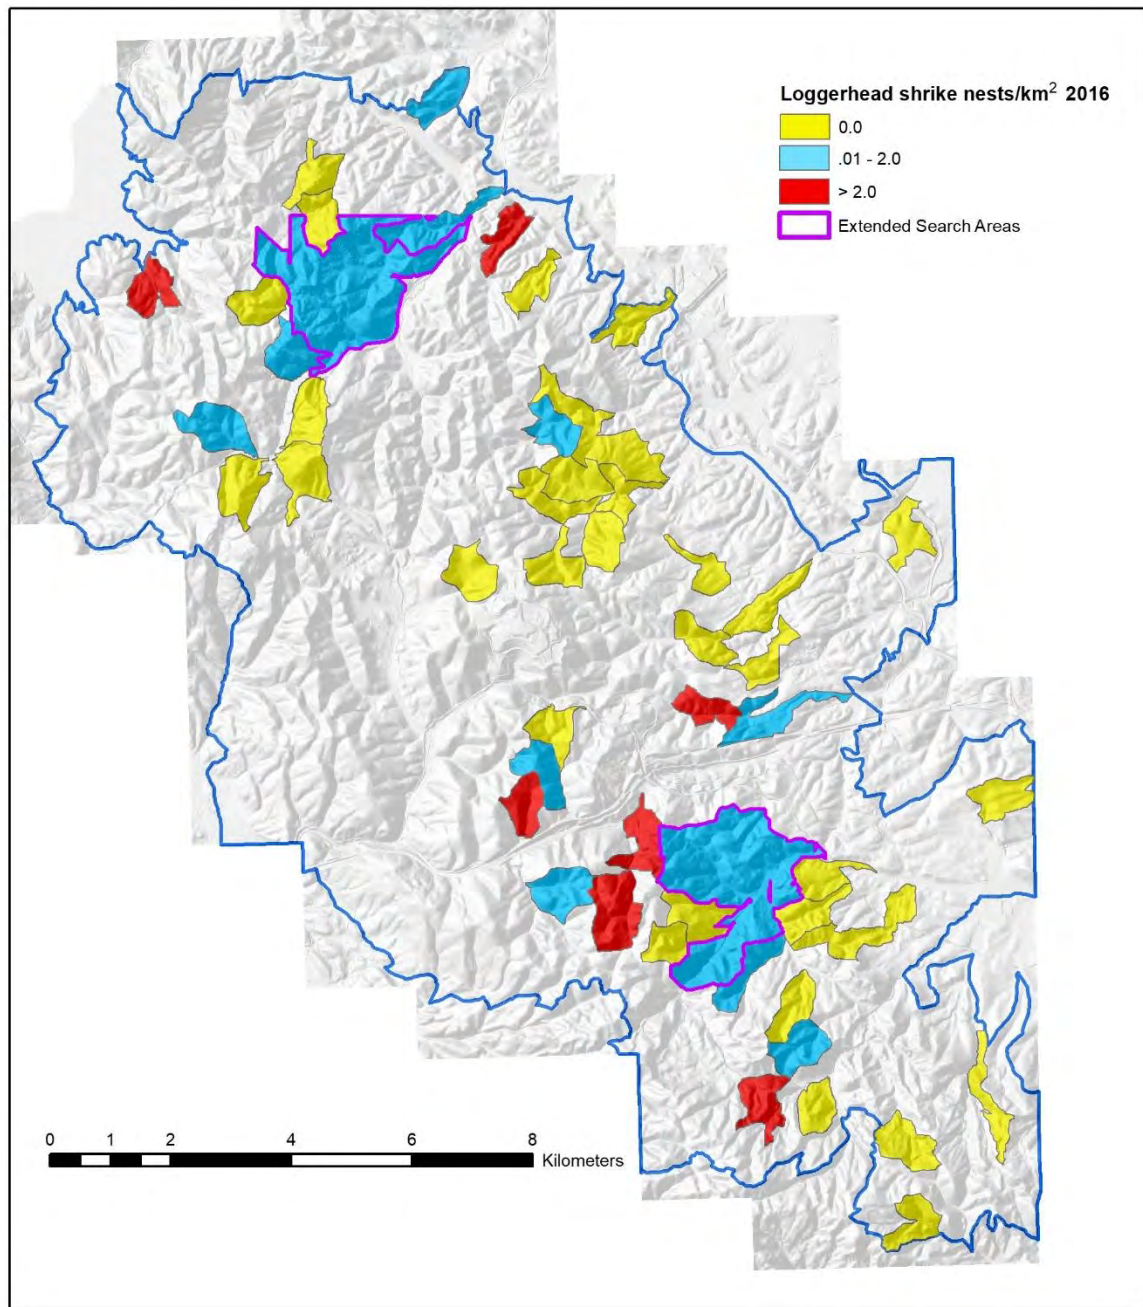 Loggerhead shrike nests/km² 2016
0.0
.01 - 2.0
> 2.0
Extended Search Areas
0 1 2 4 6 8
Kilometers